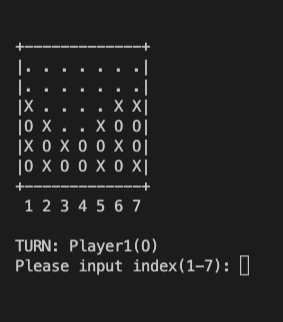 +-------------+
|. . . . . . .|
|. . . . . . .|
|X . . . . X X|
|O X . . X O O|
|X O X O O X O|
|O X O O X O X|
+-------------+
 1 2 3 4 5 6 7
TURN: Player1(O)
Please input index(1-7):